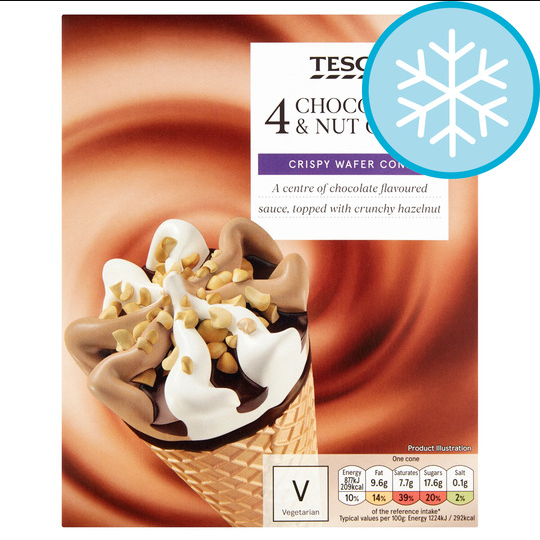 TESC
4 CHOCO
& NUT
CRISPY WAFER CON
A centre of chocolate flavoured
sauce, topped with crunchy hazelnut
Product Illustration
One cone
Energy 877kJ 209kcal 10%
Fat 9.6g 14%
Saturates 7.7g 39%
Sugars 17.6g 20%
Salt 0.1g 2%
of the reference intake*
Typical values per 100g: Energy 1224kJ / 292kcal
V
Vegetarian